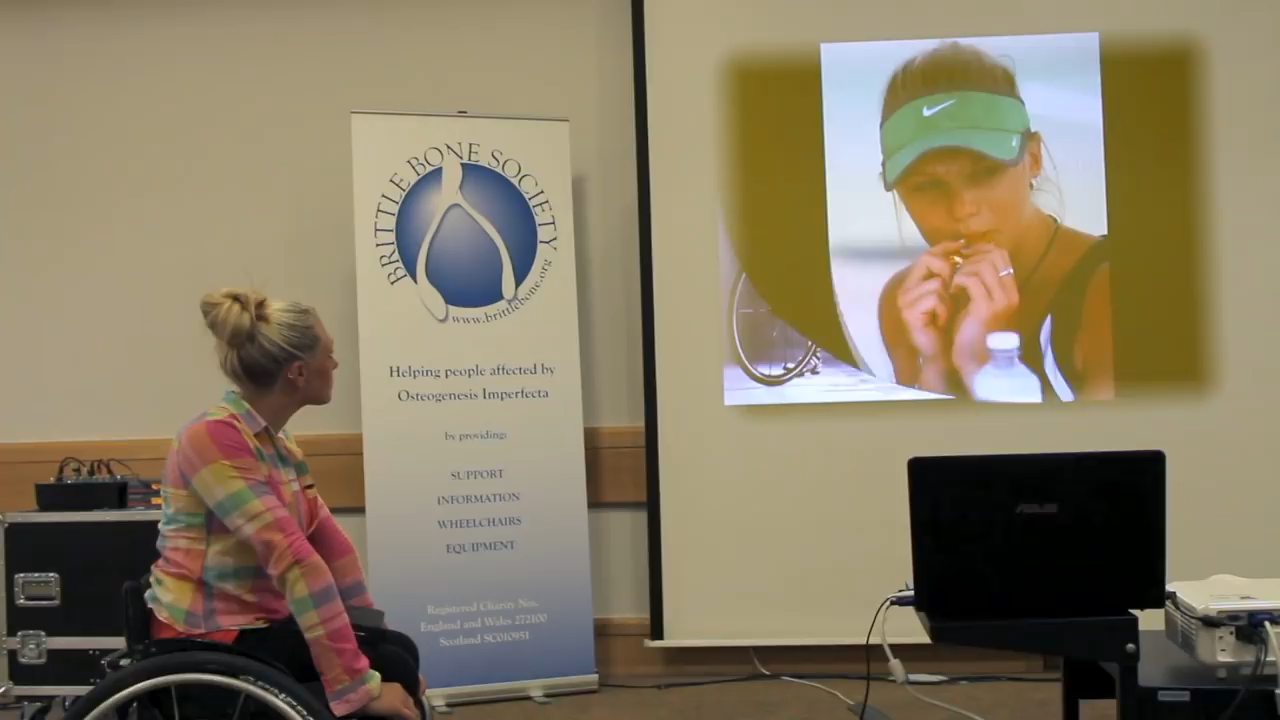 BRITTLE BONE SOCIETY
www.brittlebone.org
Helping people affected by
Osteogenesis Imperfecta
by providing:
SUPPORT
INFORMATION
WHEELCHAIRS
EQUIPMENT
Registered Charity Nos.
England and Wales 272100
Scotland SC010951
ASUS